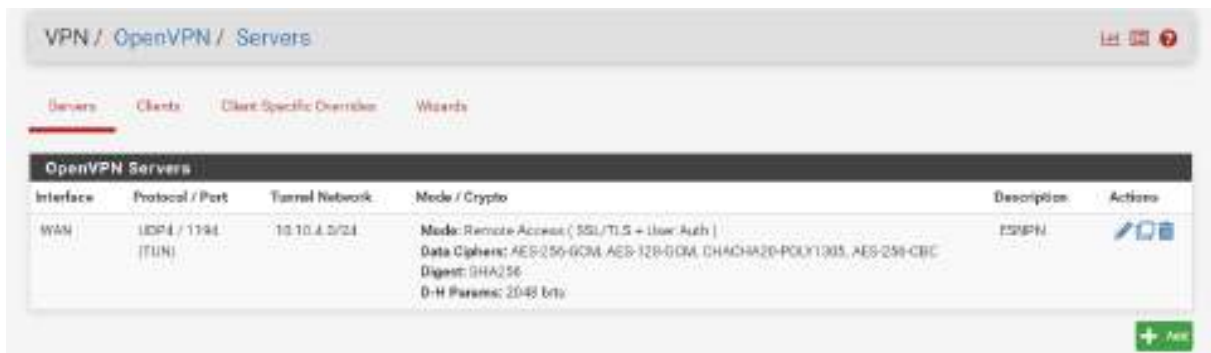 VPN / OpenVPN / Servers
Servers Clients Client Specific Overrides Wizards
OpenVPN Servers
Interface Protocol / Port Tunnel Network Mode / Crypto Description Actions
WAN UDP4 / 1194 10.10.4.0/24 Mode: Remote Access ( SSL/TLS + User Auth )
(TUN) Data Ciphers: AES-256-GCM, AES-128-GCM, CHACHA20-POLY1305, AES-256-CBC
Digest: SHA256
D-H Params: 2048 bits
Add